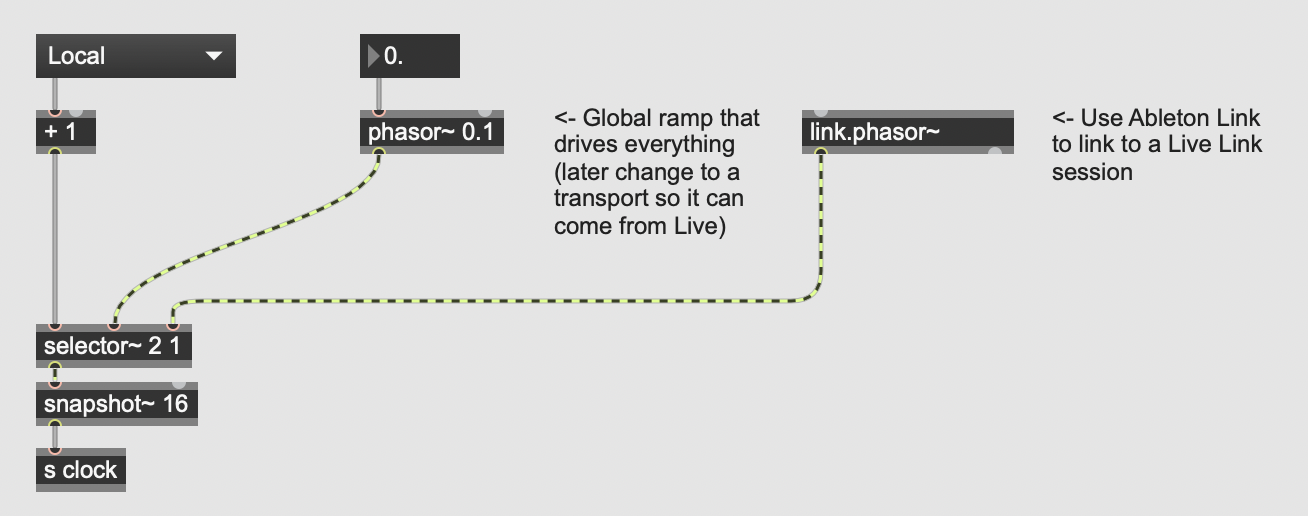 Local
0.
+ 1
phasor~ 0.1
<- Global ramp that
drives everything
(later change to a
transport so it can
come from Live)
link.phasor~
<- Use Ableton Link
to link to a Live Link
session
selector~ 2 1
snapshot~ 16
s clock